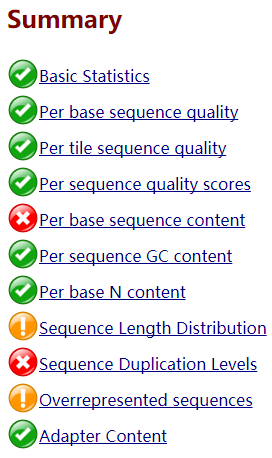 Summary
Basic Statistics
Per base sequence quality
Per tile sequence quality
Per sequence quality scores
Per base sequence content
Per sequence GC content
Per base N content
Sequence Length Distribution
Sequence Duplication Levels
Overrepresented sequences
Adapter Content